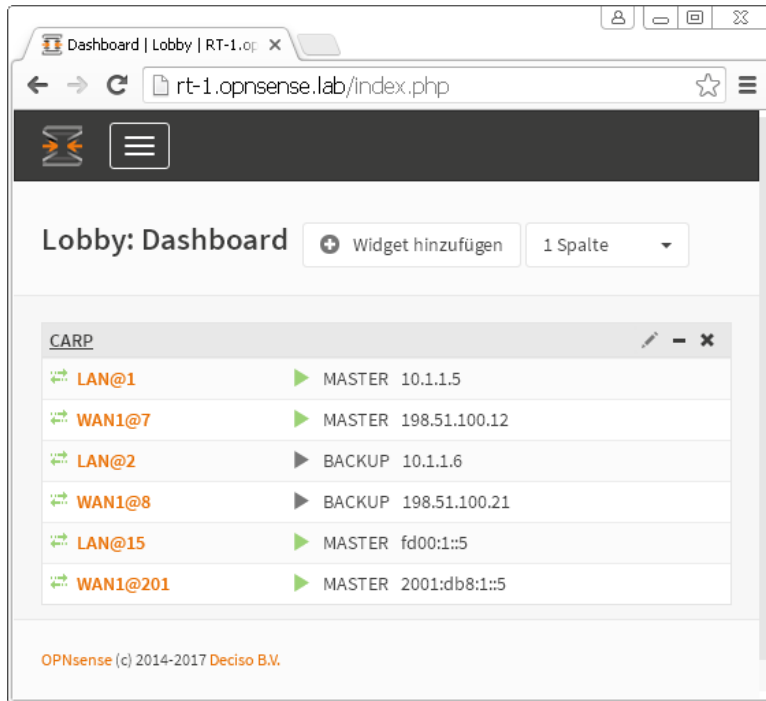 Dashboard | Lobby | RT-1.op
rt-1.opnsense.lab/index.php
Lobby: Dashboard
Widget hinzufügen
1 Spalte
CARP
LAN@1 MASTER 10.1.1.5
WAN1@7 MASTER 198.51.100.12
LAN@2 BACKUP 10.1.1.6
WAN1@8 BACKUP 198.51.100.21
LAN@15 MASTER fd00:1::5
WAN1@201 MASTER 2001:db8:1::5
OPNsense (c) 2014-2017 Deciso B.V.